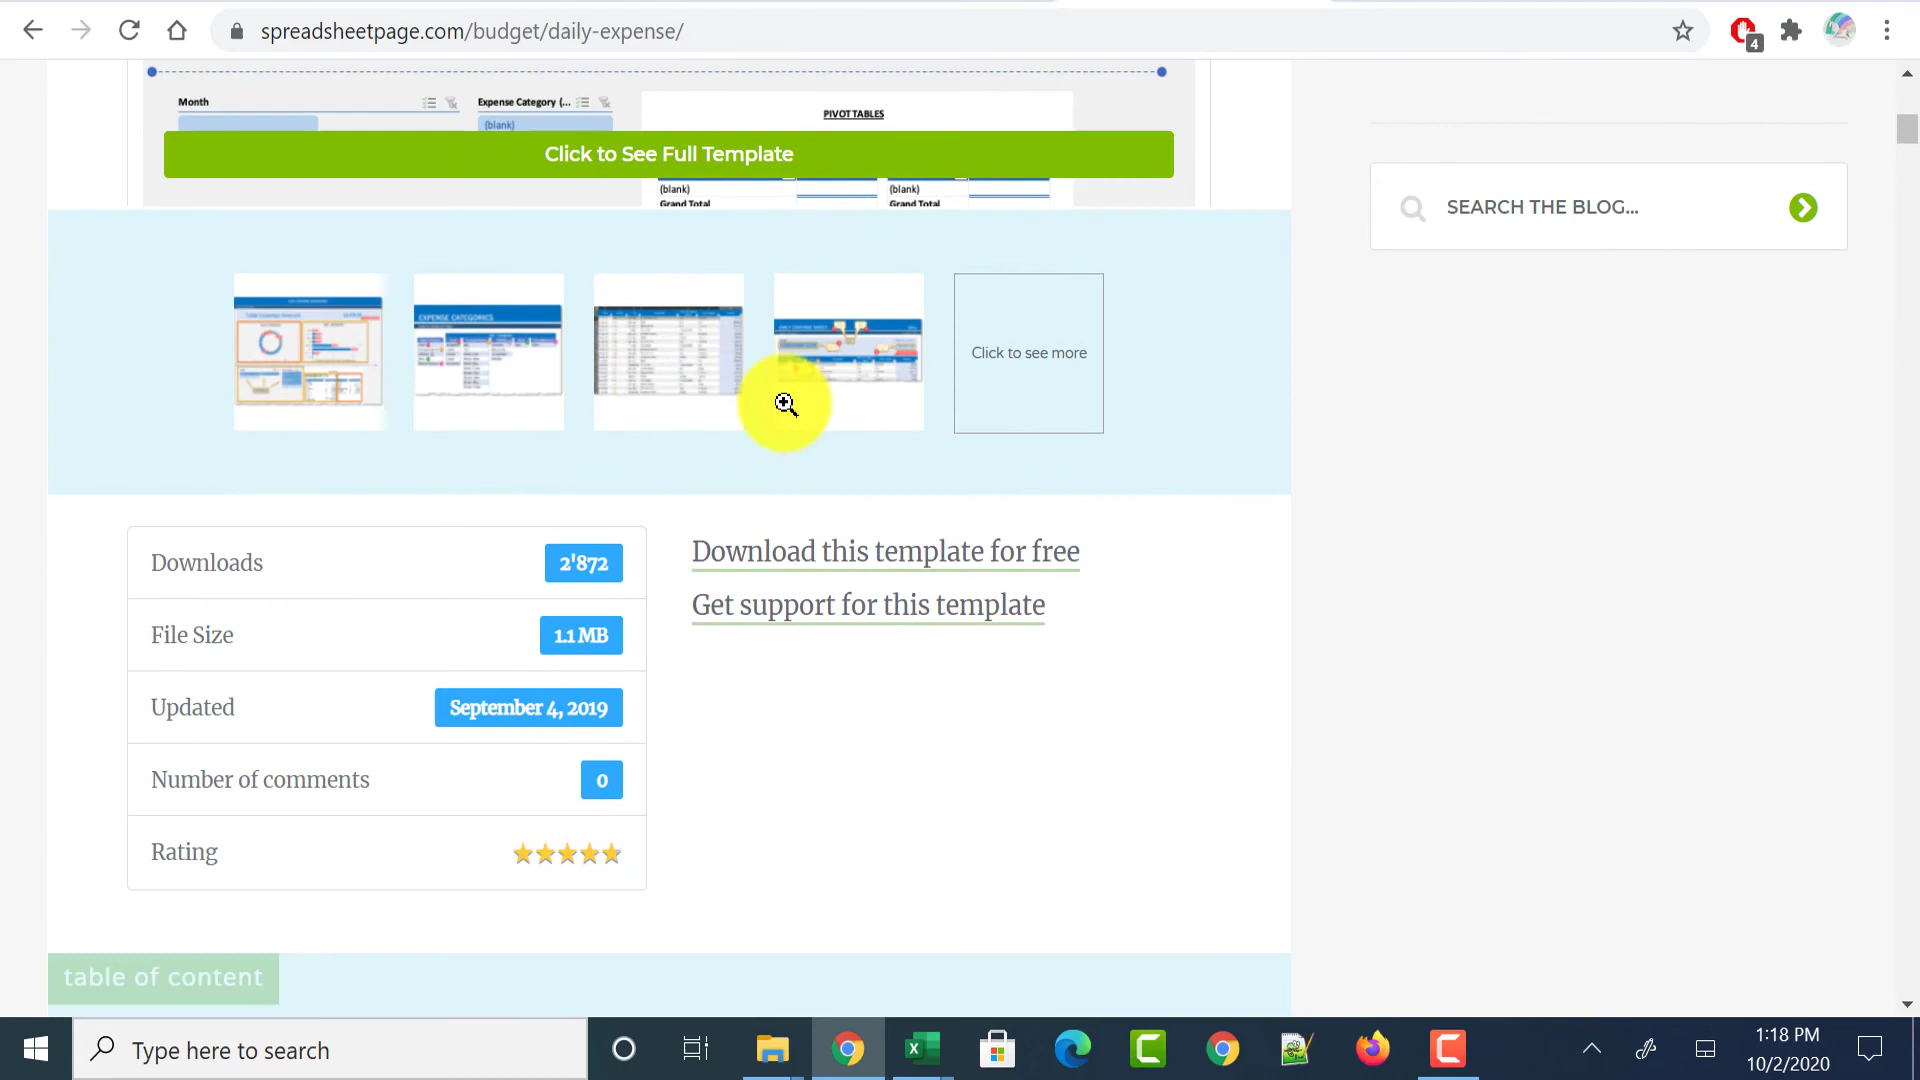 spreadsheetpage.com/budget/daily-expense/
4
Month
Expense Category (...
(blank)
PIVOT TABLES
Click to See Full Template
(blank)
(blank)
Grand Total
Grand Total
SEARCH THE BLOG...
EXPENSE CATEGORIES
Click to see more
Downloads
2'872
File Size
1.1 MB
Updated
September 4, 2019
Number of comments
0
Rating
Download this template for free
Get support for this template
table of content
Type here to search
1:18 PM
10/2/2020